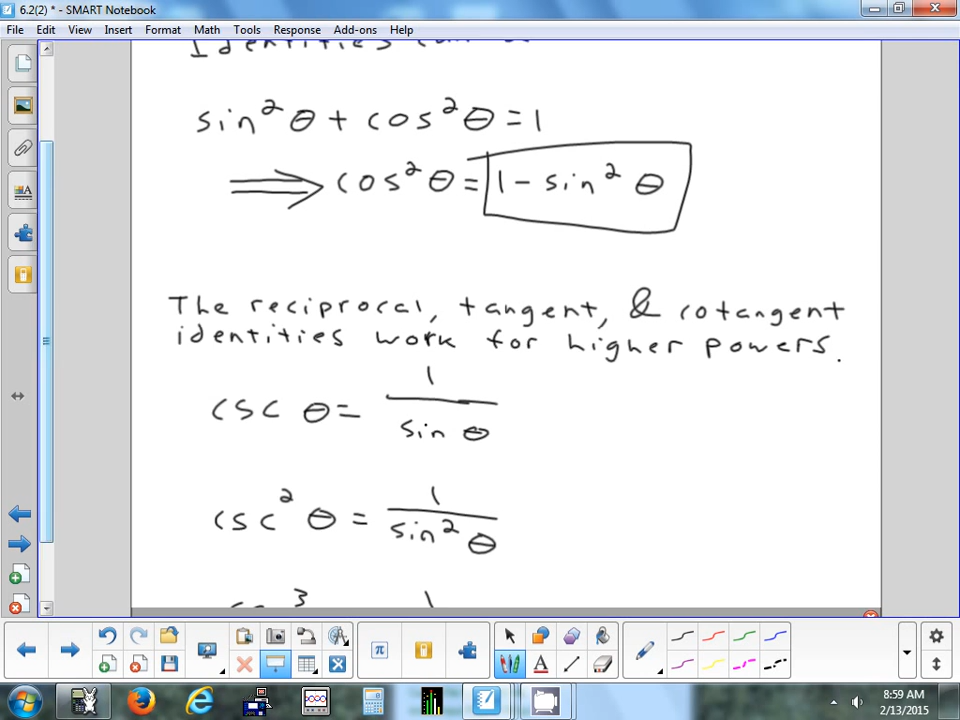 6.2(2) * - SMART Notebook
File Edit View Insert Format Math Tools Response Add-ons Help
sin²θ + cos²θ = 1
⟹ cos²θ = 1 - sin²θ
The reciprocal, tangent, & cotangent
identities work for higher powers.
csc θ = 1/sin θ
csc²θ = 1/sin²θ
3 1
8:59 AM
2/13/2015